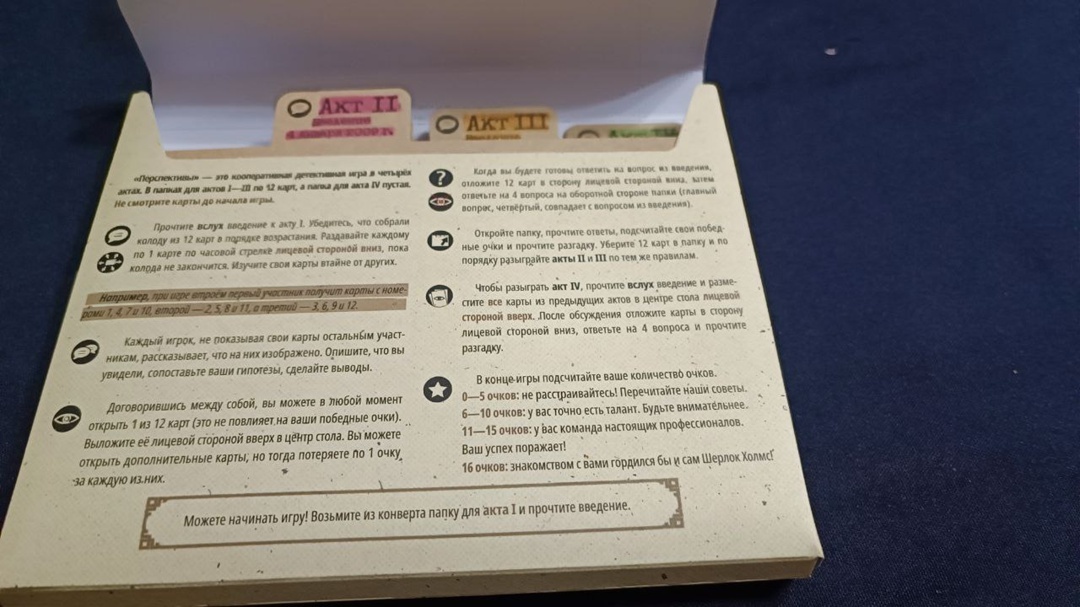 Акт II
Введение
4 января 2009 г.
Акт III
Введение
Акт IV
«Перспективы» — это кооперативная детективная игра в четырёх
актах. В папках для актов I—III по 12 карт, а папка для акта IV пустая.
Не смотрите карты до начала игры.
Прочтите вслух введение к акту I. Убедитесь, что собрали
колоду из 12 карт в порядке возрастания. Раздавайте каждому
по 1 карте по часовой стрелке лицевой стороной вниз, пока
колода не закончится. Изучите свои карты втайне от других.
Например, при игре втроём первый участник получит карты с номе-
рами 1, 4, 7 и 10, второй — 2, 5, 8 и 11, а третий — 3, 6, 9 и 12.
Каждый игрок, не показывая свои карты остальным участ-
никам, рассказывает, что на них изображено. Опишите, что вы
увидели, сопоставьте ваши гипотезы, сделайте выводы.
Договорившись между собой, вы можете в любой момент
открыть 1 из 12 карт (это не повлияет на ваши победные очки).
Выложите её лицевой стороной вверх в центр стола. Вы можете
открыть дополнительные карты, но тогда потеряете по 1 очку
за каждую из них.
Когда вы будете готовы ответить на вопрос из введения,
отложите 12 карт в сторону лицевой стороной вниз, затем
ответьте на 4 вопроса на оборотной стороне папки (главный
вопрос, четвёртый, совпадает с вопросом из введения).
Откройте папку, прочтите ответы, подсчитайте свои побед-
ные очки и прочтите разгадку. Уберите 12 карт в папку и по
порядку разыграйте акты II и III по тем же правилам.
Чтобы разыграть акт IV, прочтите вслух введение и разме-
стите все карты из предыдущих актов в центре стола лицевой
стороной вверх. После обсуждения отложите карты в сторону
лицевой стороной вниз, ответьте на 4 вопроса и прочтите
разгадку.
В конце игры подсчитайте ваше количество очков.
0—5 очков: не расстраивайтесь! Перечитайте наши советы.
6—10 очков: у вас точно есть талант. Будьте внимательнее.
11—15 очков: у вас команда настоящих профессионалов.
Ваш успех поражает!
16 очков: знакомством с вами гордился бы и сам Шерлок Холмс!
Можете начинать игру! Возьмите из конверта папку для акта I и прочтите введение.